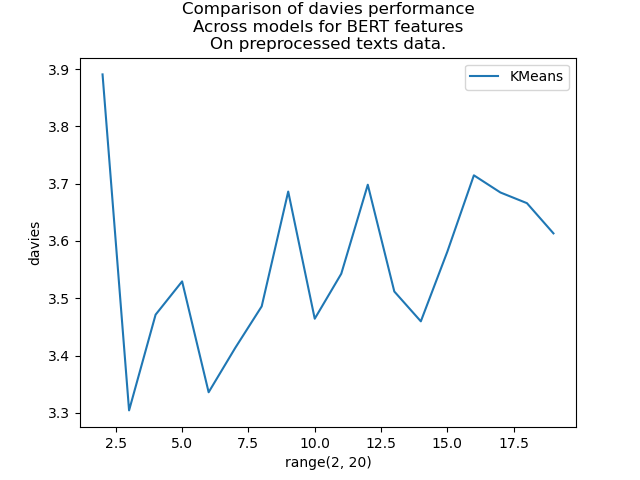 Comparison of davies performance
Across models for BERT features
On preprocessed texts data.
KMeans
davies
3.9
3.8
3.7
3.6
3.5
3.4
3.3
2.5 5.0 7.5 10.0 12.5 15.0 17.5
range(2, 20)